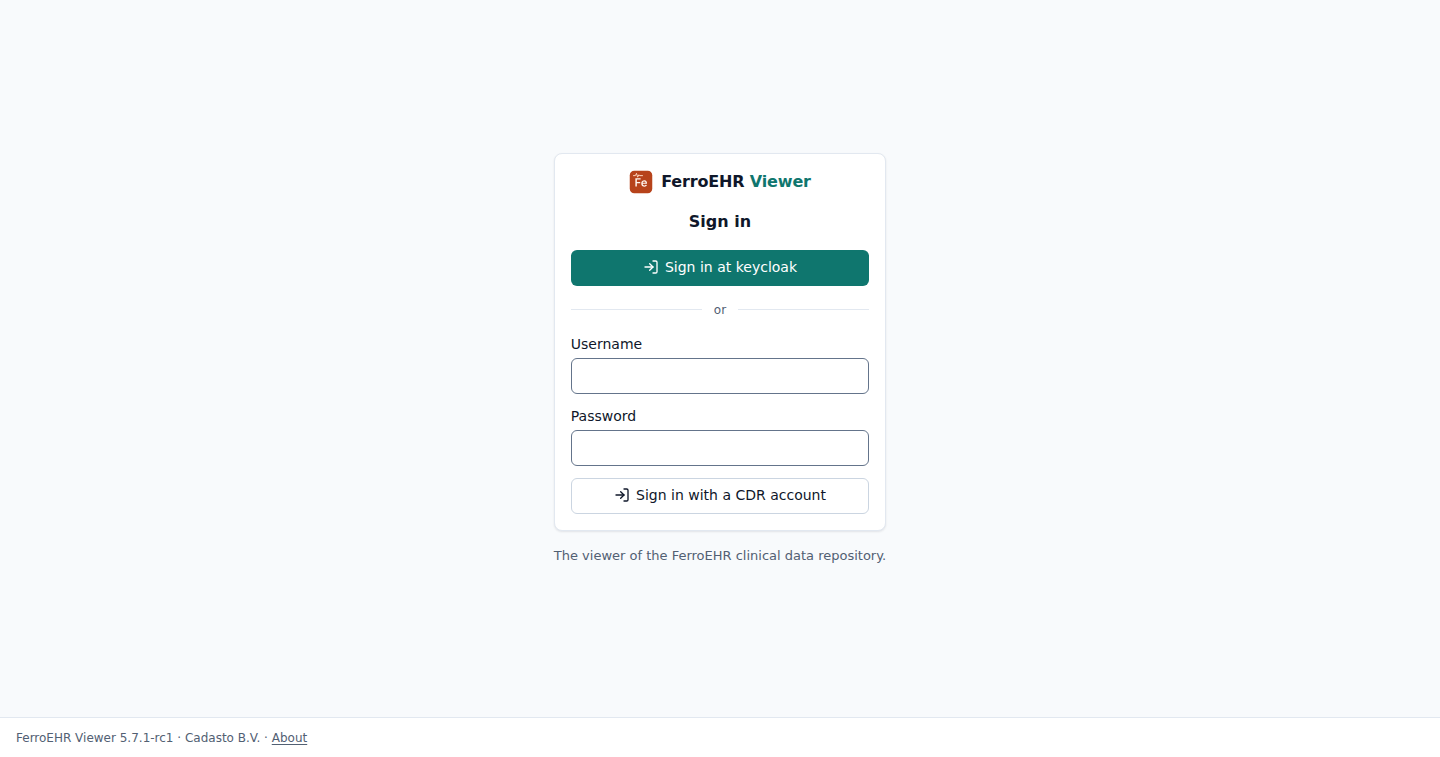 Fe FerroEHR Viewer
Sign in
Sign in at keycloak
or
Username
Password
Sign in with a CDR account
The viewer of the FerroEHR clinical data repository.
FerroEHR Viewer 5.7.1-rc1 · Cadasto B.V. · About